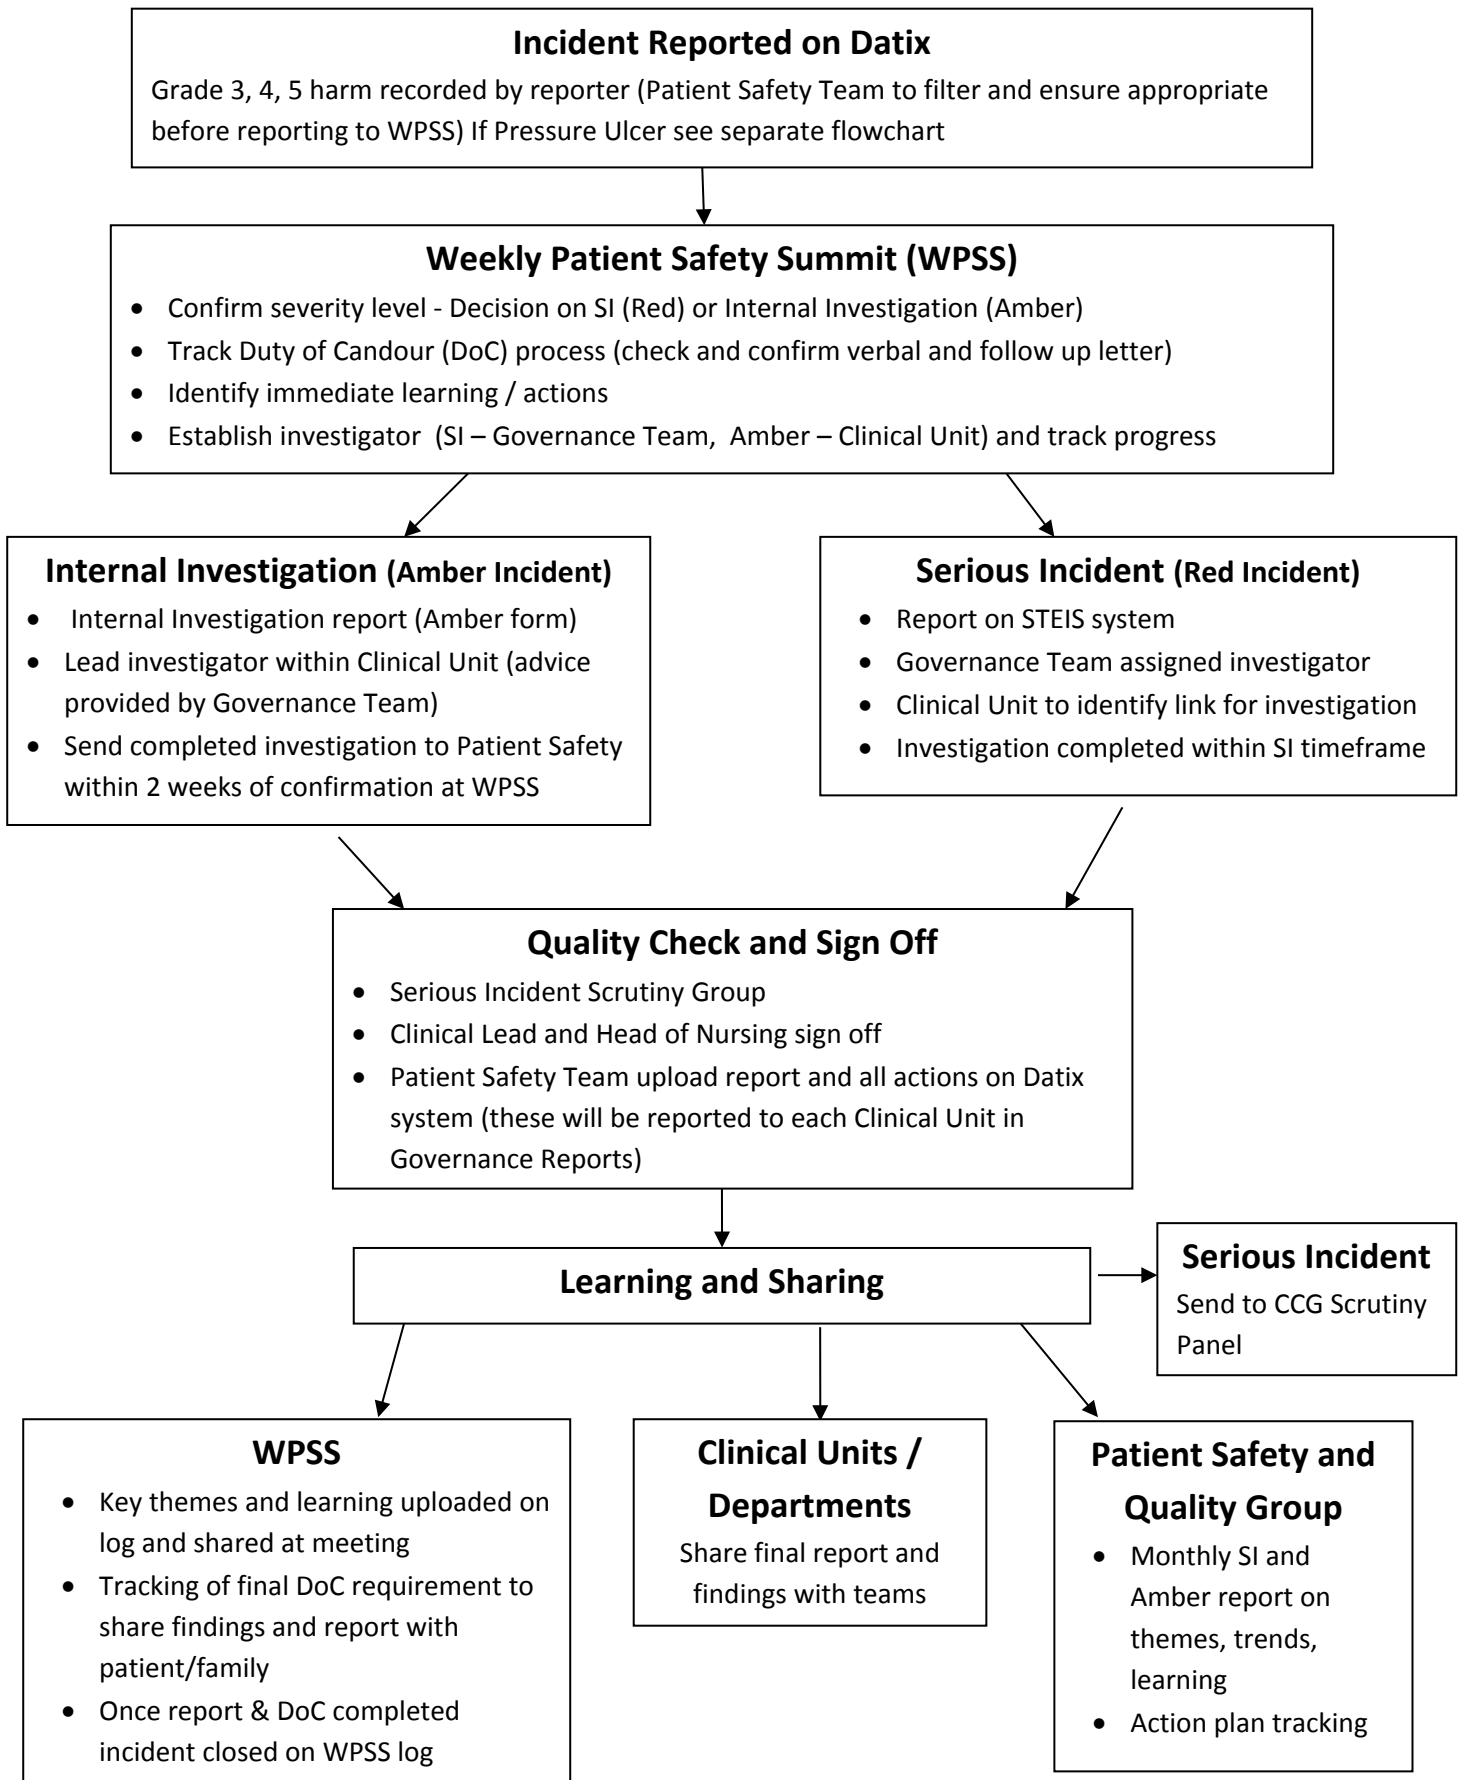 Incident Reported on Datix
Grade 3, 4, 5 harm recorded by reporter (Patient Safety Team to filter and ensure appropriate
before reporting to WPSS) If Pressure Ulcer see separate flowchart
Weekly Patient Safety Summit (WPSS)
• Confirm severity level - Decision on SI (Red) or Internal Investigation (Amber)
• Track Duty of Candour (DoC) process (check and confirm verbal and follow up letter)
• Identify immediate learning / actions
• Establish investigator (SI – Governance Team, Amber – Clinical Unit) and track progress
Internal Investigation (Amber Incident)
• Internal Investigation report (Amber form)
• Lead investigator within Clinical Unit (advice
provided by Governance Team)
• Send completed investigation to Patient Safety
within 2 weeks of confirmation at WPSS
Serious Incident (Red Incident)
• Report on STEIS system
• Governance Team assigned investigator
• Clinical Unit to identify link for investigation
• Investigation completed within SI timeframe
Quality Check and Sign Off
• Serious Incident Scrutiny Group
• Clinical Lead and Head of Nursing sign off
• Patient Safety Team upload report and all actions on Datix
system (these will be reported to each Clinical Unit in
Governance Reports)
Learning and Sharing
Serious Incident
Send to CCG Scrutiny
Panel
WPSS
• Key themes and learning uploaded on
log and shared at meeting
• Tracking of final DoC requirement to
share findings and report with
patient/family
• Once report & DoC completed
incident closed on WPSS log
Clinical Units /
Departments
Share final report and
findings with teams
Patient Safety and
Quality Group
• Monthly SI and
Amber report on
themes, trends,
learning
• Action plan tracking